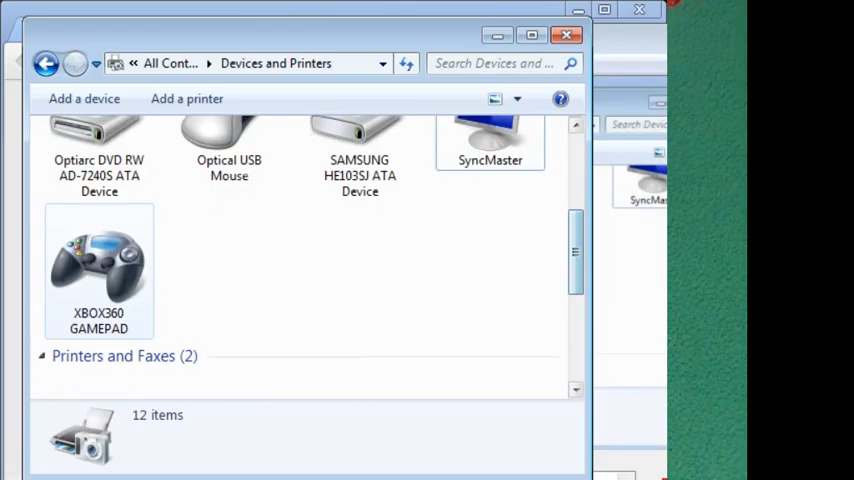 « All Cont... ▸ Devices and Printers
Search Devices and ...
Add a device
Add a printer
Search Devic
Optiarc DVD RW
AD-7240S ATA
Device
Optical USB
Mouse
SAMSUNG
HE103SJ ATA
Device
SyncMaster
SyncMas
XBOX360
GAMEPAD
Printers and Faxes (2)
12 items